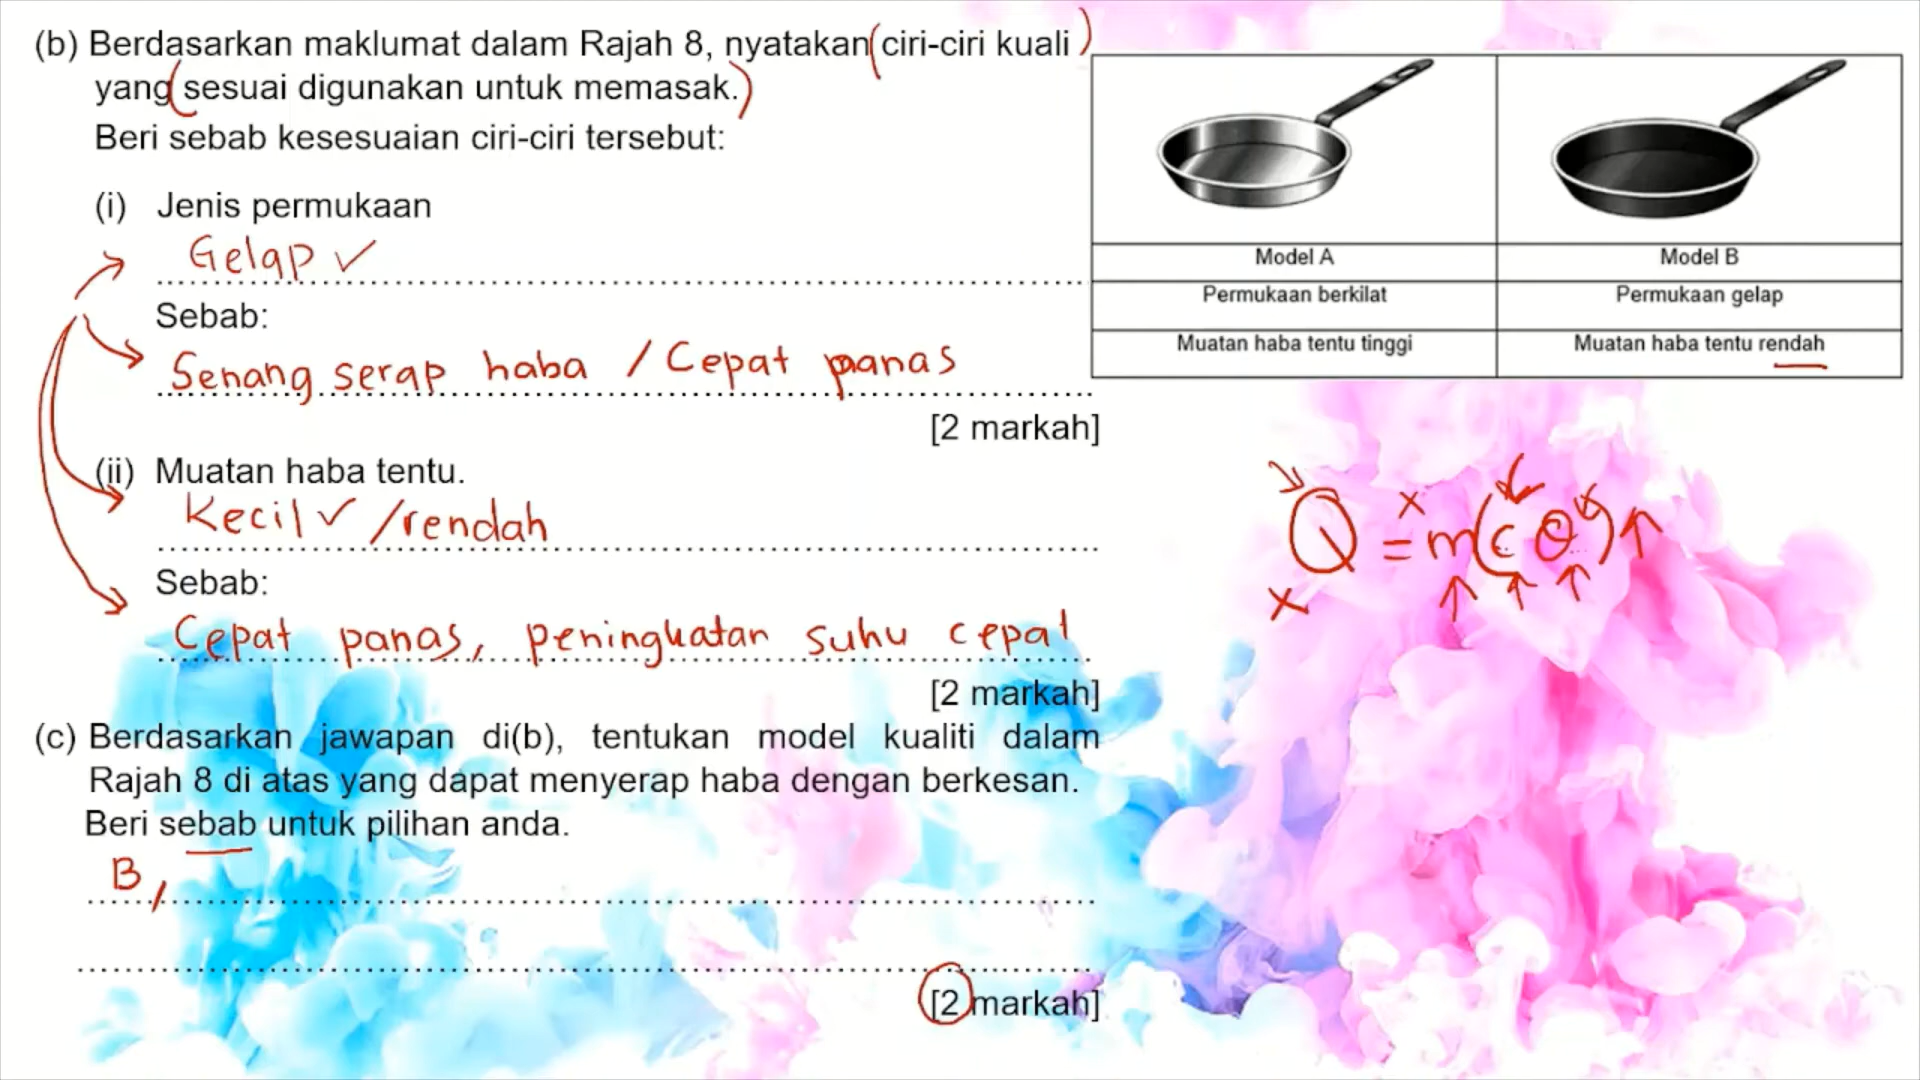 (b) Berdasarkan maklumat dalam Rajah 8, nyatakan (ciri-ciri kuali)
yang (sesuai digunakan untuk memasak.)
Beri sebab kesesuaian ciri-ciri tersebut:
(i) Jenis permukaan
Gelap ✓
Sebab:
Senang serap haba / Cepat panas
[2 markah]
(ii) Muatan haba tentu.
Kecil ✓ /rendah
Sebab:
Cepat panas, peningkatan suhu cepat
[2 markah]
(c) Berdasarkan jawapan di(b), tentukan model kualiti dalam
Rajah 8 di atas yang dapat menyerap haba dengan berkesan.
Beri sebab untuk pilihan anda.
B,
[2 markah]
Model A Model B
Permukaan berkilat Permukaan gelap
Muatan haba tentu tinggi Muatan haba tentu rendah
Q = m(cθ)↑